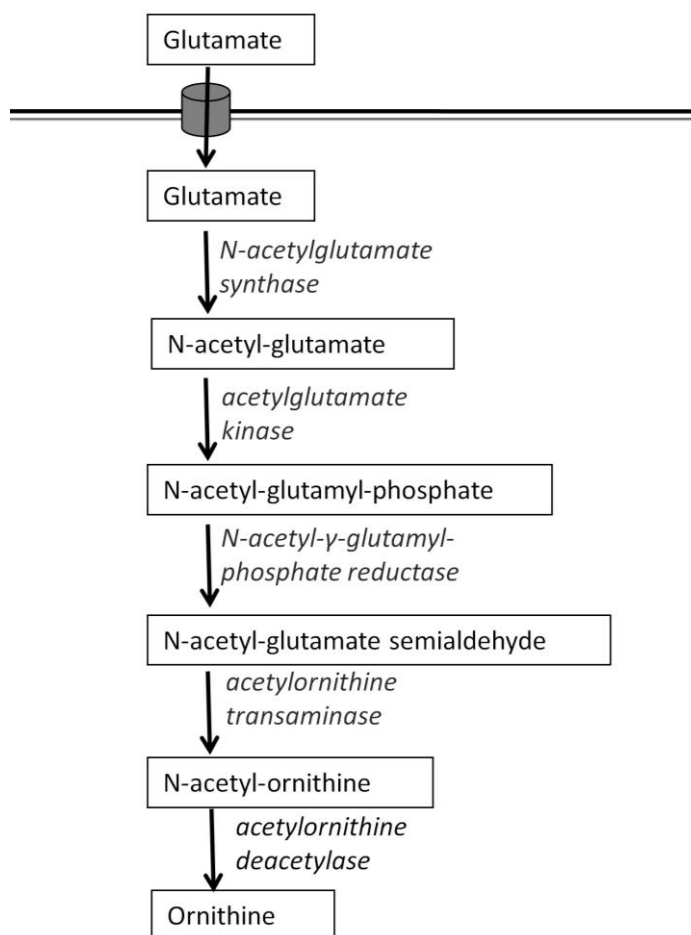 Glutamate
Glutamate
N-acetylglutamate
synthase
N-acetyl-glutamate
acetylglutamate
kinase
N-acetyl-glutamyl-phosphate
N-acetyl-γ-glutamyl-
phosphate reductase
N-acetyl-glutamate semialdehyde
acetylornithine
transaminase
N-acetyl-ornithine
acetylornithine
deacetylase
Ornithine